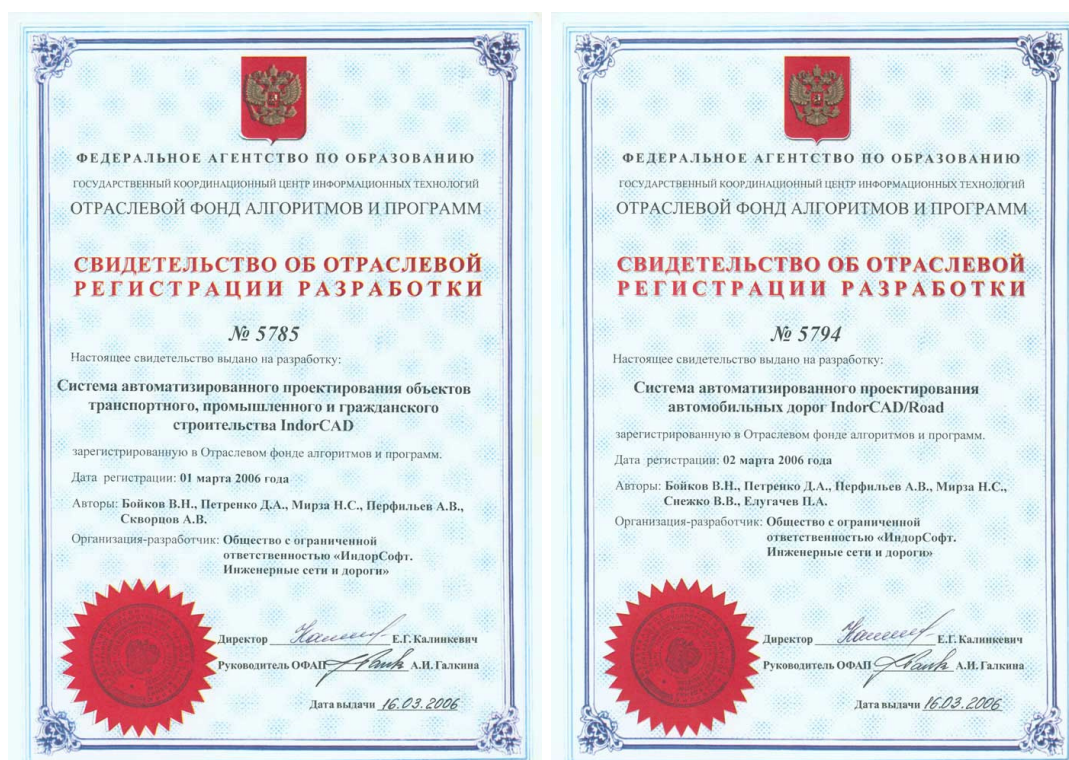 ФЕДЕРАЛЬНОЕ АГЕНТСТВО ПО ОБРАЗОВАНИЮ
ГОСУДАРСТВЕННЫЙ КООРДИНАЦИОННЫЙ ЦЕНТР ИНФОРМАЦИОННЫХ ТЕХНОЛОГИЙ
ОТРАСЛЕВОЙ ФОНД АЛГОРИТМОВ И ПРОГРАММ
СВИДЕТЕЛЬСТВО ОБ ОТРАСЛЕВОЙ
РЕГИСТРАЦИИ РАЗРАБОТКИ
№ 5785
Настоящее свидетельство выдано на разработку:
Система автоматизированного проектирования объектов
транспортного, промышленного и гражданского
строительства IndorCAD
зарегистрированную в Отраслевом фонде алгоритмов и программ.
Дата регистрации: 01 марта 2006 года
Авторы: Бойков В.Н., Петренко Д.А., Мирза Н.С., Перфильев А.В.,
Скворцов А.В.
Организация-разработчик: Общество с ограниченной
ответственностью «ИндорСофт.
Инженерные сети и дороги»
Директор Е.Г. Калинкевич
Руководитель ОФАП А.И. Галкина
Дата выдачи 16.03.2006
ФЕДЕРАЛЬНОЕ АГЕНТСТВО ПО ОБРАЗОВАНИЮ
ГОСУДАРСТВЕННЫЙ КООРДИНАЦИОННЫЙ ЦЕНТР ИНФОРМАЦИОННЫХ ТЕХНОЛОГИЙ
ОТРАСЛЕВОЙ ФОНД АЛГОРИТМОВ И ПРОГРАММ
СВИДЕТЕЛЬСТВО ОБ ОТРАСЛЕВОЙ
РЕГИСТРАЦИИ РАЗРАБОТКИ
№ 5794
Настоящее свидетельство выдано на разработку:
Система автоматизированного проектирования
автомобильных дорог IndorCAD/Road
зарегистрированную в Отраслевом фонде алгоритмов и программ.
Дата регистрации: 02 марта 2006 года
Авторы: Бойков В.Н., Петренко Д.А., Перфильев А.В., Мирза Н.С.,
Снежко В.В., Елугачев П.А.
Организация-разработчик: Общество с ограниченной
ответственностью «ИндорСофт.
Инженерные сети и дороги»
Директор Е.Г. Калинкевич
Руководитель ОФАП А.И. Галкина
Дата выдачи 16.03.2006